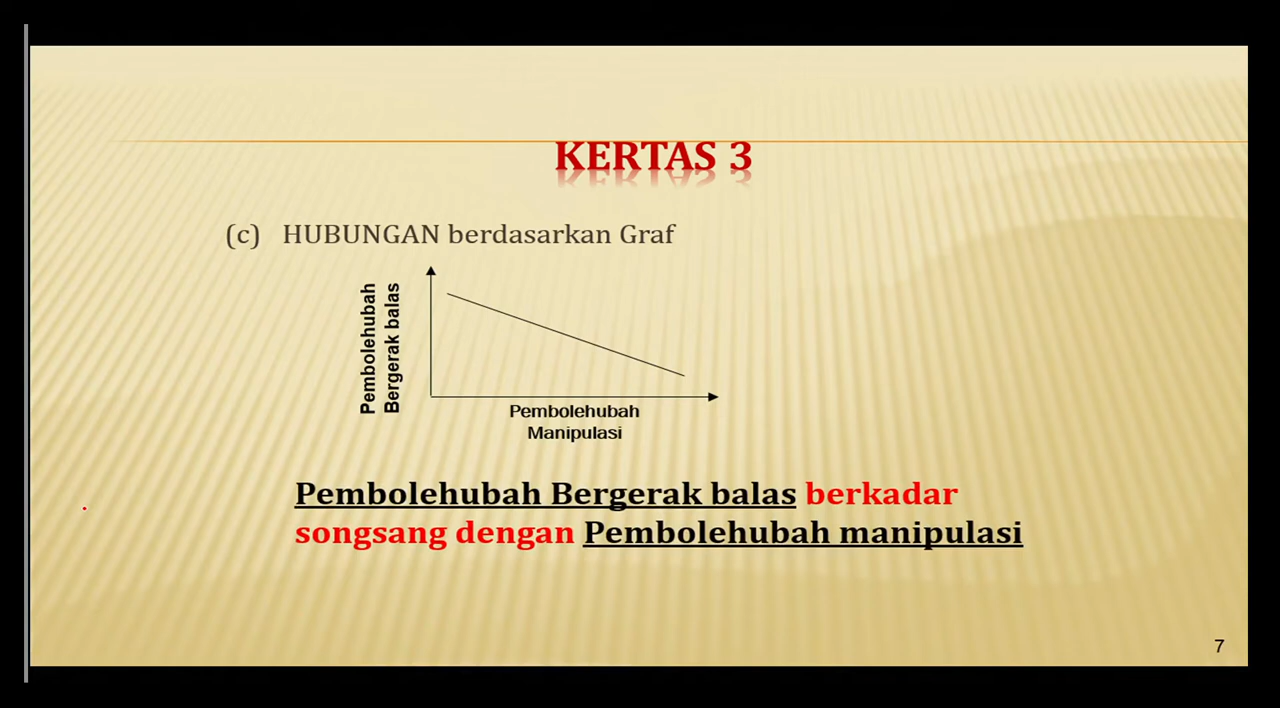 KERTAS 3
(c) HUBUNGAN berdasarkan Graf
Pembolehubah
Bergerak balas
Pembolehubah
Manipulasi
Pembolehubah Bergerak balas berkadar
songsang dengan Pembolehubah manipulasi
7